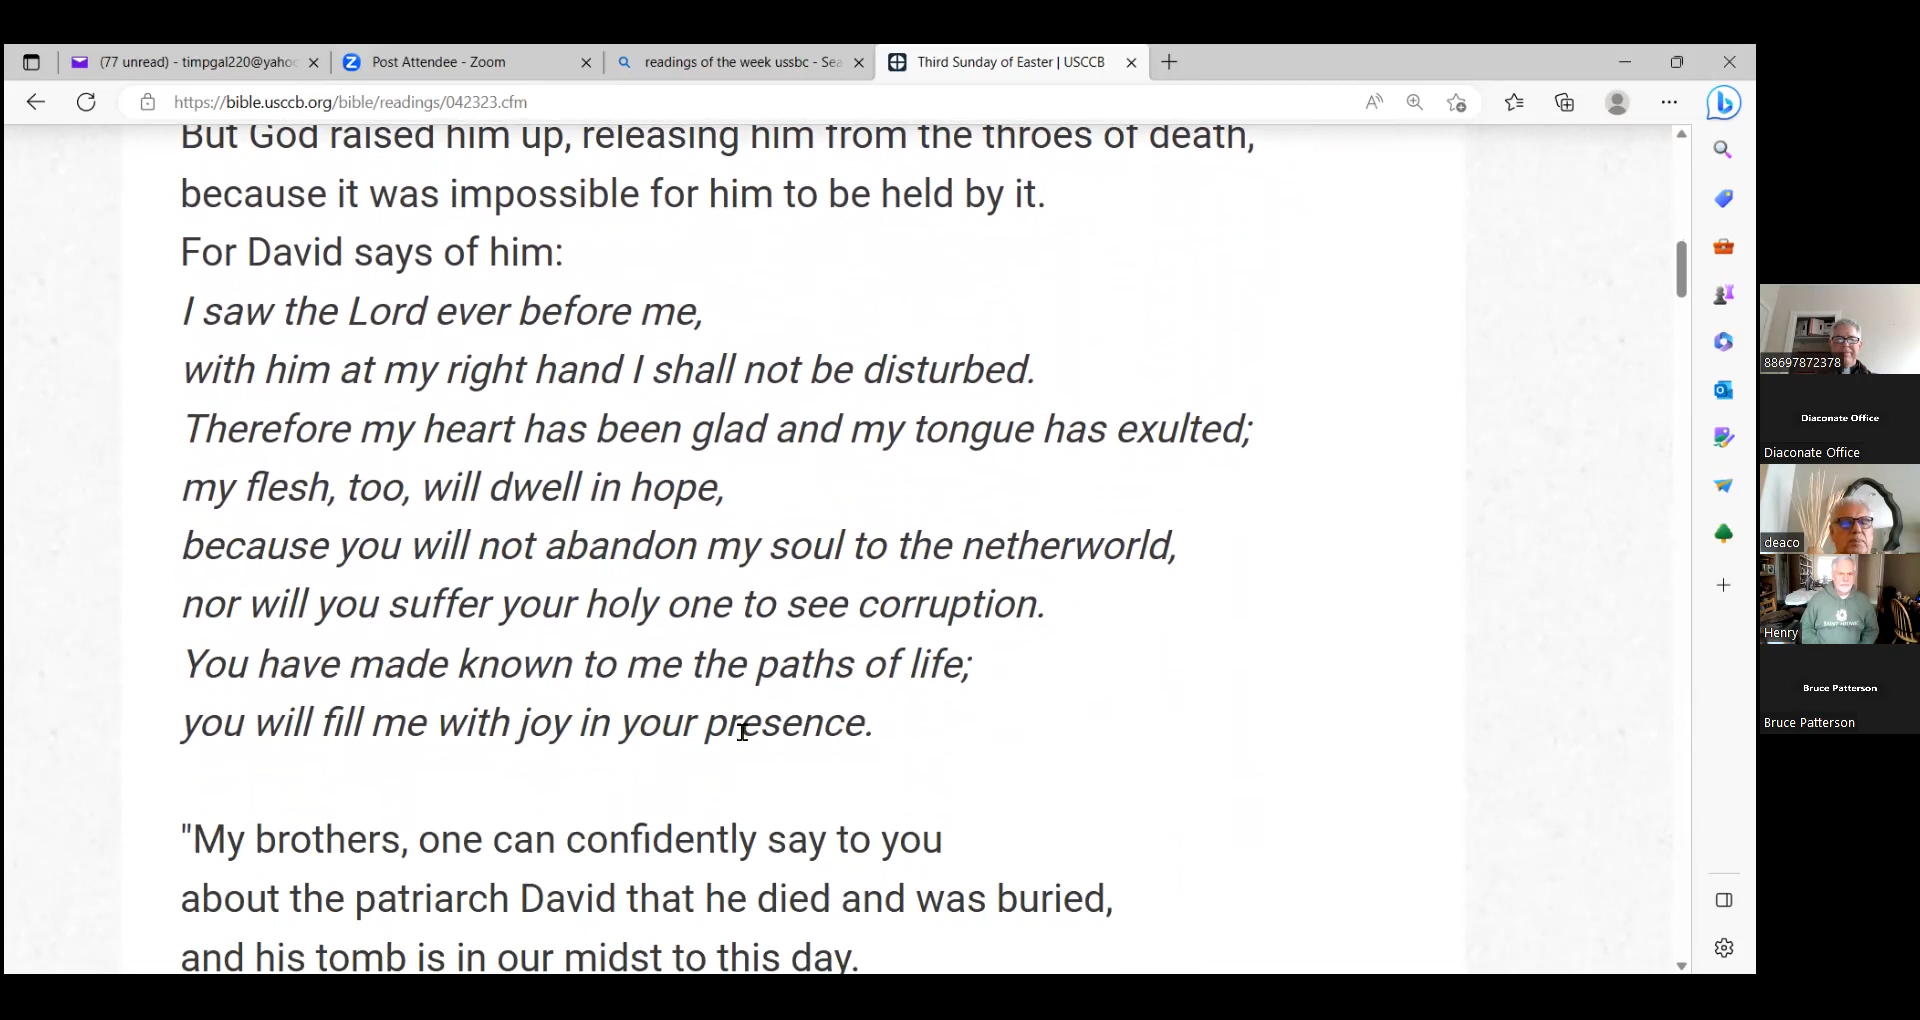 (77 unread) - timpgal220@yaho
Post Attendee - Zoom
readings of the week ussbc - Sea
Third Sunday of Easter | USCCB
https://bible.usccb.org/bible/readings/042323.cfm
But God raised him up, releasing him from the throes of death,
because it was impossible for him to be held by it.
For David says of him:
I saw the Lord ever before me,
with him at my right hand I shall not be disturbed.
Therefore my heart has been glad and my tongue has exulted;
my flesh, too, will dwell in hope,
because you will not abandon my soul to the netherworld,
nor will you suffer your holy one to see corruption.
You have made known to me the paths of life;
you will fill me with joy in your presence.
"My brothers, one can confidently say to you
about the patriarch David that he died and was buried,
and his tomb is in our midst to this day.
88697872378
Diaconate Office
Diaconate Office
deaco
Henry
Bruce Patterson
Bruce Patterson